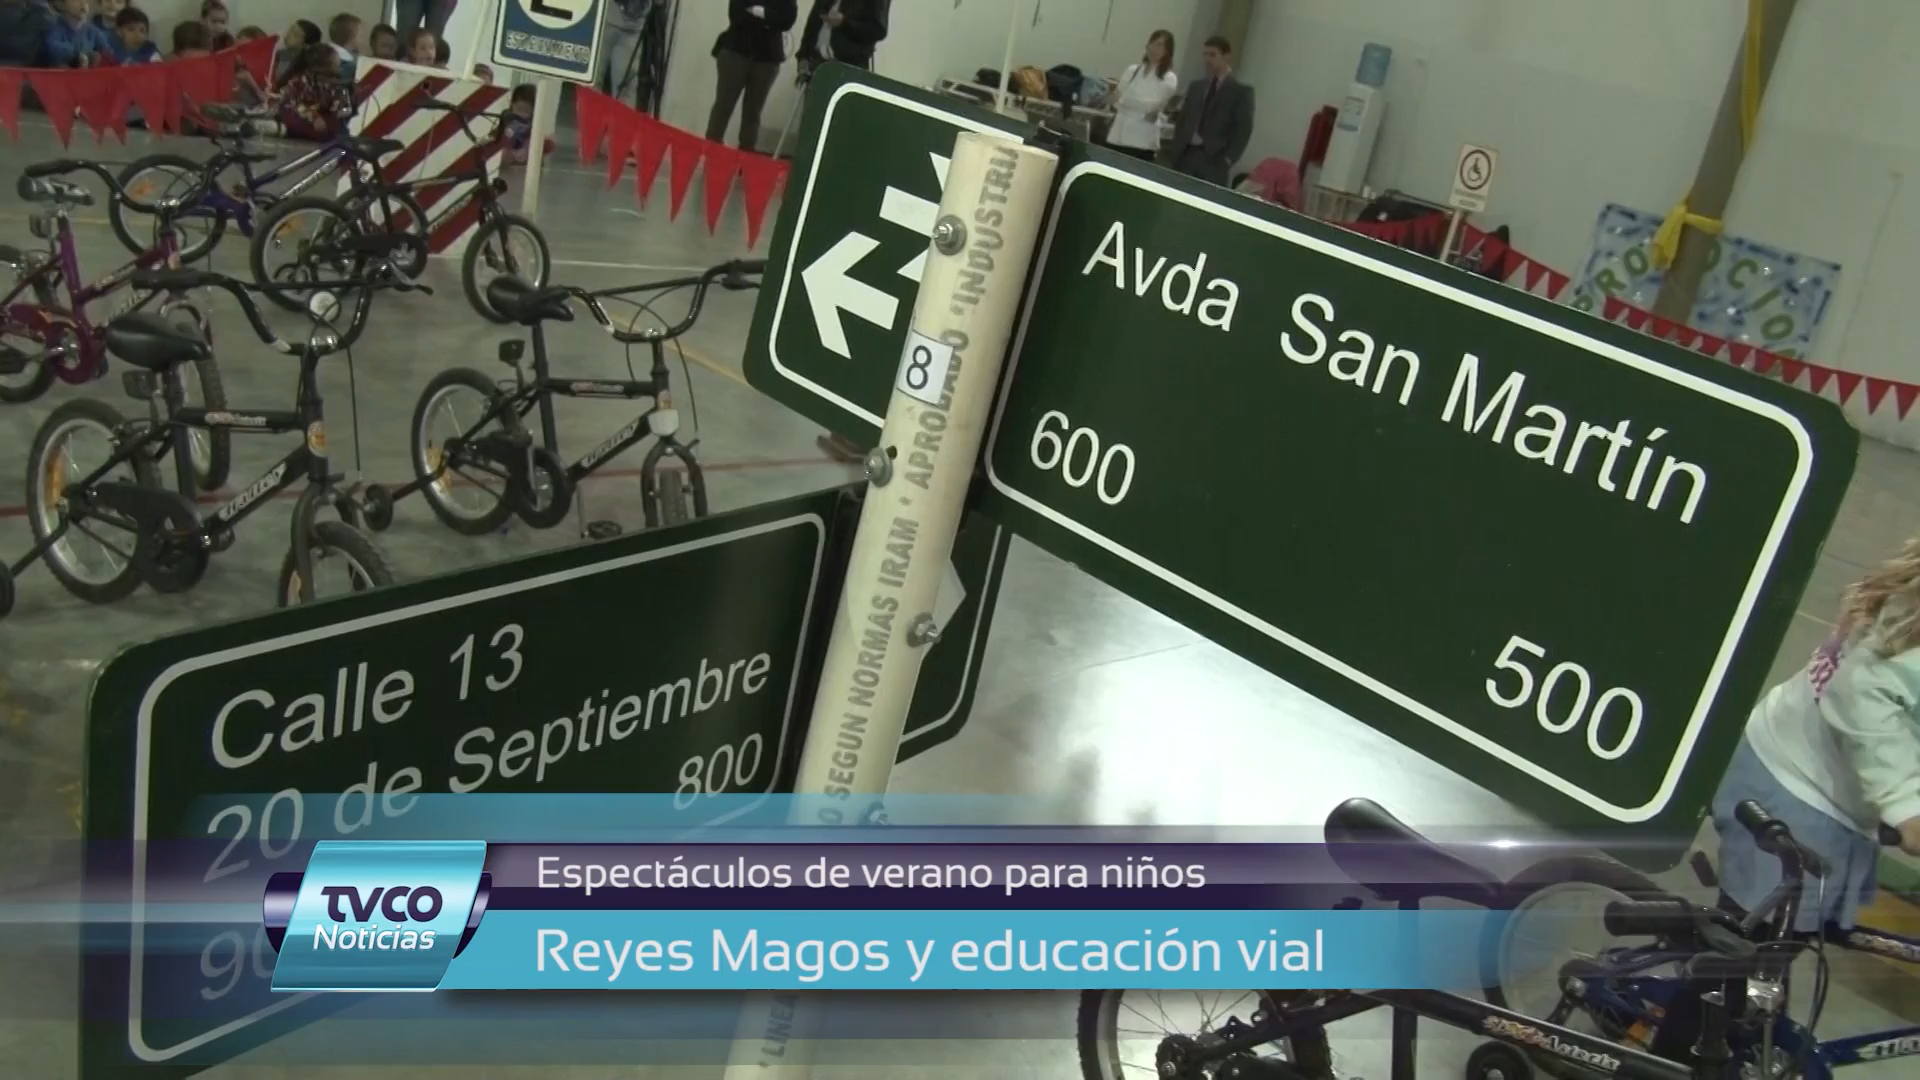 ESTACIONAMIENTO
Avda San Martín
600
500
8
SEGUN NORMAS IRAM * APROBADO "INDUSTRIA
Calle 13
20 de Septiembre
800
Espectáculos de verano para niños
TVCO
Noticias
Reyes Magos y educación vial